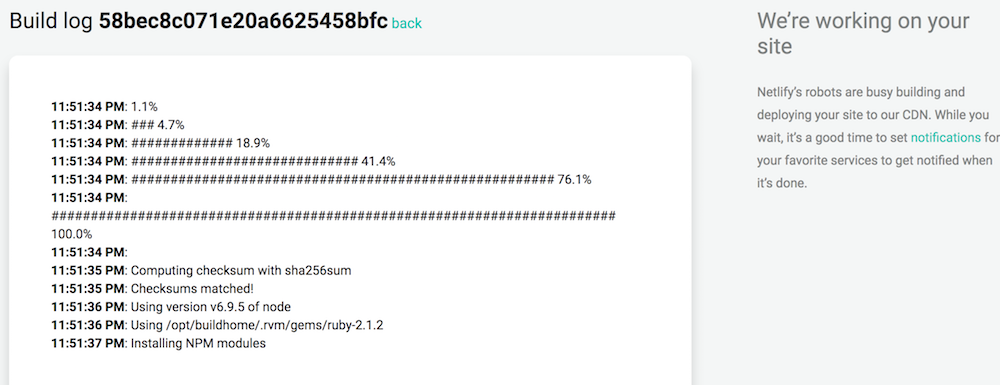 Build log 58bec8c071e20a6625458bfc back
11:51:34 PM: 1.1%
11:51:34 PM: ### 4.7%
11:51:34 PM: ############# 18.9%
11:51:34 PM: ############################# 41.4%
11:51:34 PM: ###################################################### 76.1%
11:51:34 PM:
########################################################################
100.0%
11:51:34 PM:
11:51:35 PM: Computing checksum with sha256sum
11:51:35 PM: Checksums matched!
11:51:36 PM: Using version v6.9.5 of node
11:51:36 PM: Using /opt/buildhome/.rvm/gems/ruby-2.1.2
11:51:37 PM: Installing NPM modules
We’re working on your
site
Netlify’s robots are busy building and
deploying your site to our CDN. While you
wait, it’s a good time to set notifications for
your favorite services to get notified when
it’s done.